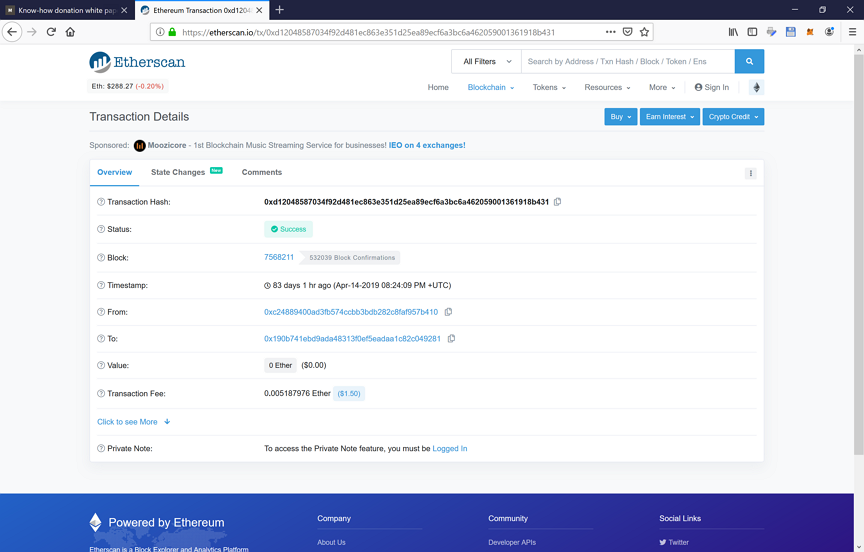 Know-how donation white pap
Ethereum Transaction 0xd1204
https://etherscan.io/tx/0xd12048587034f92d481ec863e351d25ea89ecf6a3bc6a462059001361918b431
Etherscan
All Filters
Search by Address / Txn Hash / Block / Token / Ens
Eth: $288.27 (-0.20%)
Home Blockchain Tokens Resources More Sign In
Transaction Details
Buy Earn Interest Crypto Credit
Sponsored: Moozicore - 1st Blockchain Music Streaming Service for businesses! IEO on 4 exchanges!
Overview State Changes New Comments
Transaction Hash: 0xd12048587034f92d481ec863e351d25ea89ecf6a3bc6a462059001361918b431
Status: Success
Block: 7568211 532039 Block Confirmations
Timestamp: 83 days 1 hr ago (Apr-14-2019 08:24:09 PM +UTC)
From: 0xc24889400ad3fb574ccbb3bdb282c8faf957b410
To: 0x190b741ebd9ada48313f0ef5eadaa1c82c049281
Value: 0 Ether ($0.00)
Transaction Fee: 0.005187976 Ether ($1.50)
Click to see More
Private Note: To access the Private Note feature, you must be Logged In
Powered by Ethereum
Etherscan is a Block Explorer and Analytics Platform
Company
About Us
Community
Developer APIs
Social Links
Twitter